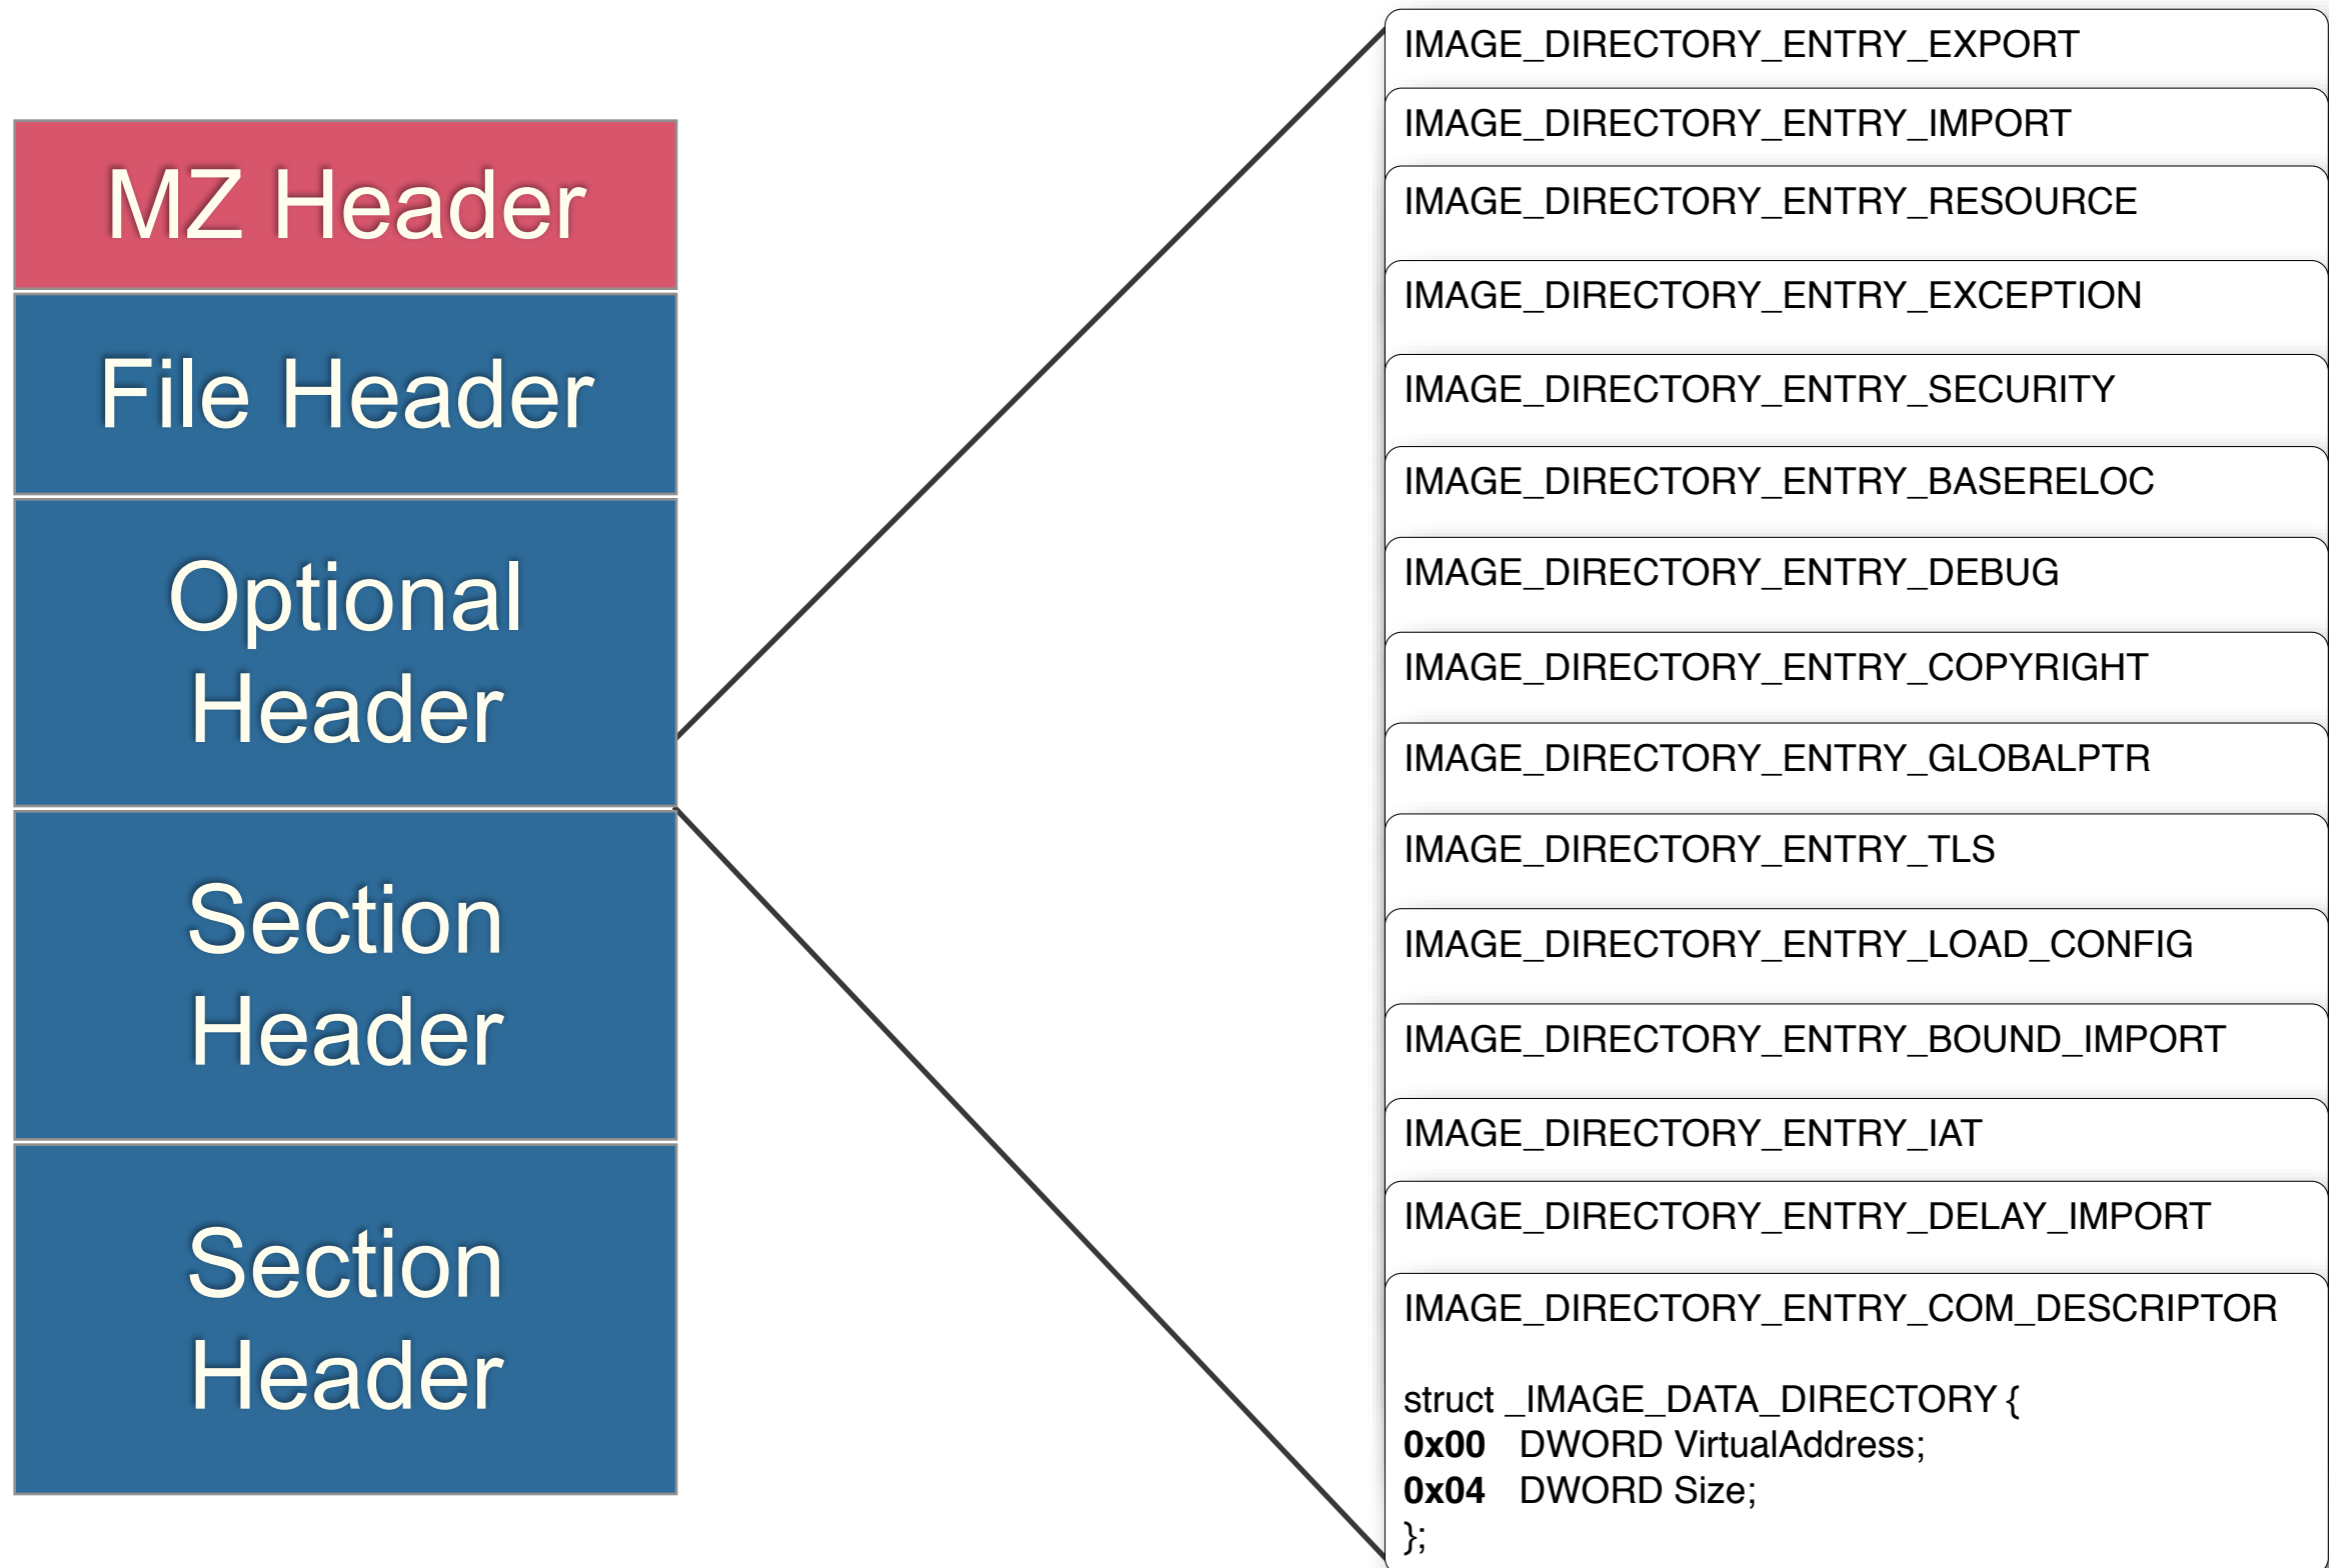 MZ Header
File Header
Optional
Header
Section
Header
Section
Header
IMAGE_DIRECTORY_ENTRY_EXPORT
IMAGE_DIRECTORY_ENTRY_IMPORT
IMAGE_DIRECTORY_ENTRY_RESOURCE
IMAGE_DIRECTORY_ENTRY_EXCEPTION
IMAGE_DIRECTORY_ENTRY_SECURITY
IMAGE_DIRECTORY_ENTRY_BASERELOC
IMAGE_DIRECTORY_ENTRY_DEBUG
IMAGE_DIRECTORY_ENTRY_COPYRIGHT
IMAGE_DIRECTORY_ENTRY_GLOBALPTR
IMAGE_DIRECTORY_ENTRY_TLS
IMAGE_DIRECTORY_ENTRY_LOAD_CONFIG
IMAGE_DIRECTORY_ENTRY_BOUND_IMPORT
IMAGE_DIRECTORY_ENTRY_IAT
IMAGE_DIRECTORY_ENTRY_DELAY_IMPORT
IMAGE_DIRECTORY_ENTRY_COM_DESCRIPTOR
struct _IMAGE_DATA_DIRECTORY {
0x00 DWORD VirtualAddress;
0x04 DWORD Size;
};